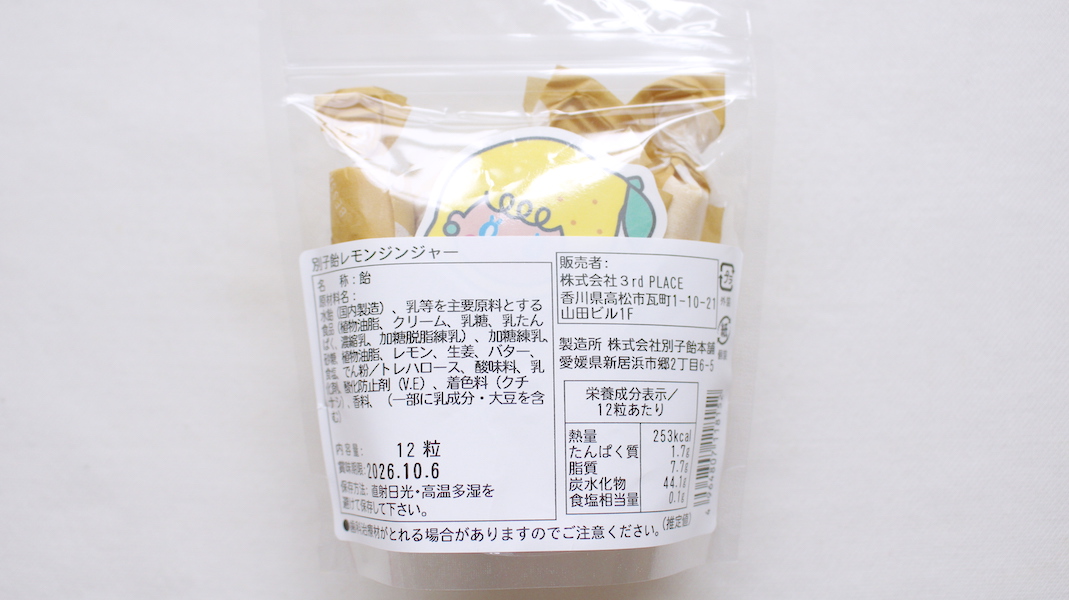 別子飴レモンジンジャー
名 称:飴
原材料名:
水飴(国内製造)、乳等を主要原料とする
食品(植物油脂、クリーム、乳糖、乳たん
ぱく、濃縮乳、加糖脱脂練乳)、加糖練乳、
砂糖、植物油脂、レモン、生姜、バター、
食塩、でん粉/トレハロース、酸味料、乳
化剤、酸化防止剤(V.E)、着色料(クチ
ナシ)、香料、(一部に乳成分・大豆を含
む)
内容量: 12粒
賞味期限:2026.10.6
保存方法:直射日光・高温多湿を
避けて保存して下さい。
●歯科治療材がとれる場合がありますのでご注意ください。
販売者:
株式会社3rd PLACE
香川県高松市瓦町1-10-21
山田ビル1F
プラ
外装
紙
製造所 株式会社別子飴本舗
愛媛県新居浜市郷2丁目6-5
栄養成分表示/
12粒あたり
熱量 253kcal
たんぱく質 1.7g
脂質 7.7g
炭水化物 44.1g
食塩相当量 0.1g
(推定値)